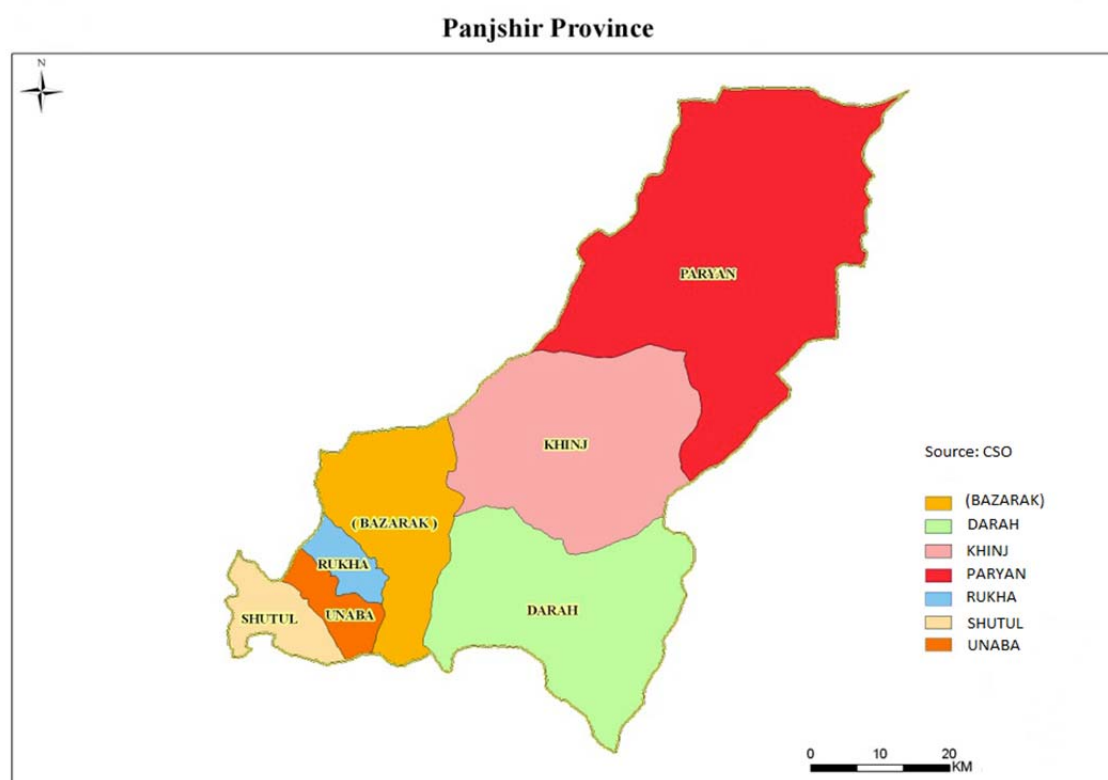 Panjshir Province
N
PARYAN
KHINJ
( BAZARAK )
RUKHA
UNABA
SHUTUL
DARAH
Source: CSO
(BAZARAK)
DARAH
KHINJ
PARYAN
RUKHA
SHUTUL
UNABA
0 10 20
KM